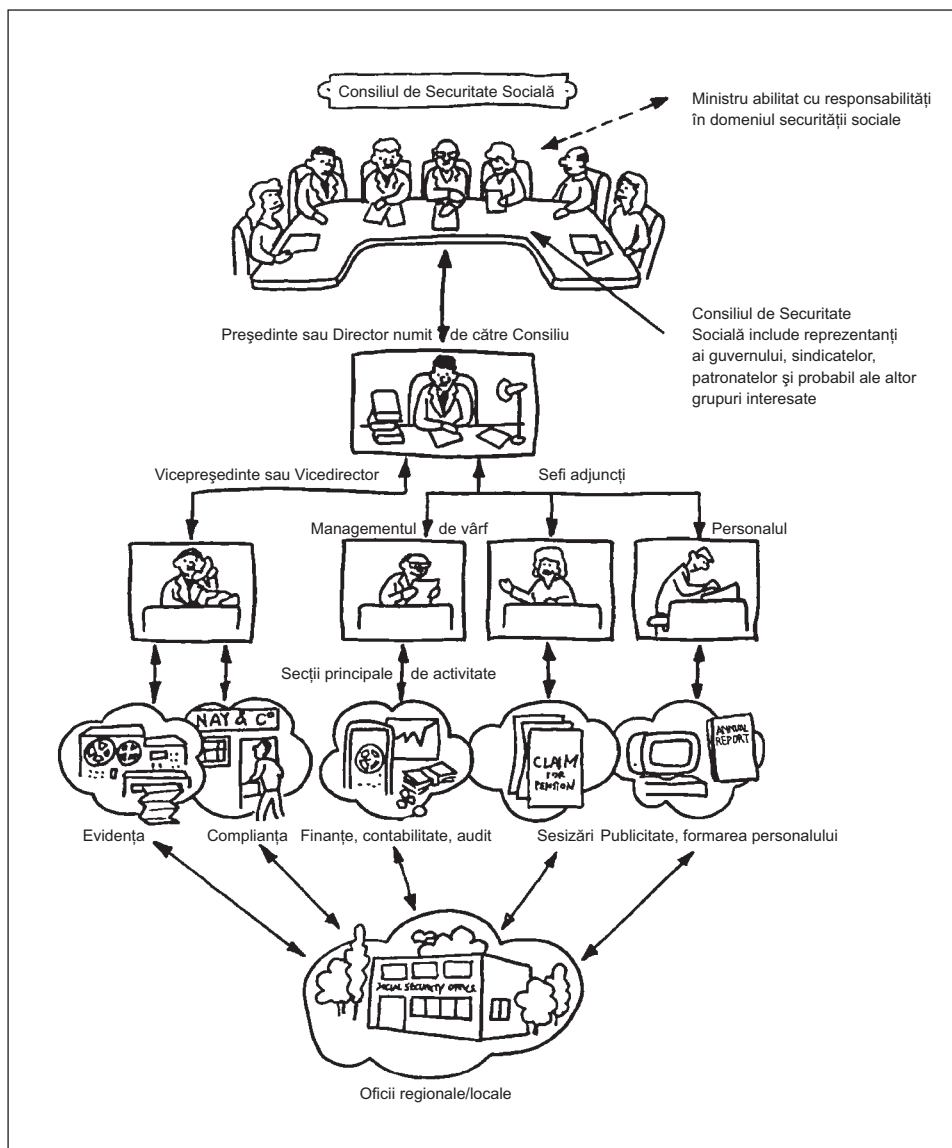 Consiliul de Securitate Socială
Ministru abilitat cu responsabilități
în domeniul securității sociale
Consiliul de Securitate
Socială include reprezentanți
ai guvernului, sindicatelor,
patronatelor şi probabil ale altor
grupuri interesate
Preşedinte sau Director numit de către Consiliu
Vicepreşedinte sau Vicedirector
Sefi adjuncți
Managementul de vârf
Personalul
Secții principale de activitate
NAY & Cº
CLAIM
FOR
PENSION
ANNUAL
REPORT
Evidența
Complianța
Finanțe, contabilitate, audit
Sesizări
Publicitate, formarea personalului
SOCIAL SECURITY OFFICE
Oficii regionale/locale